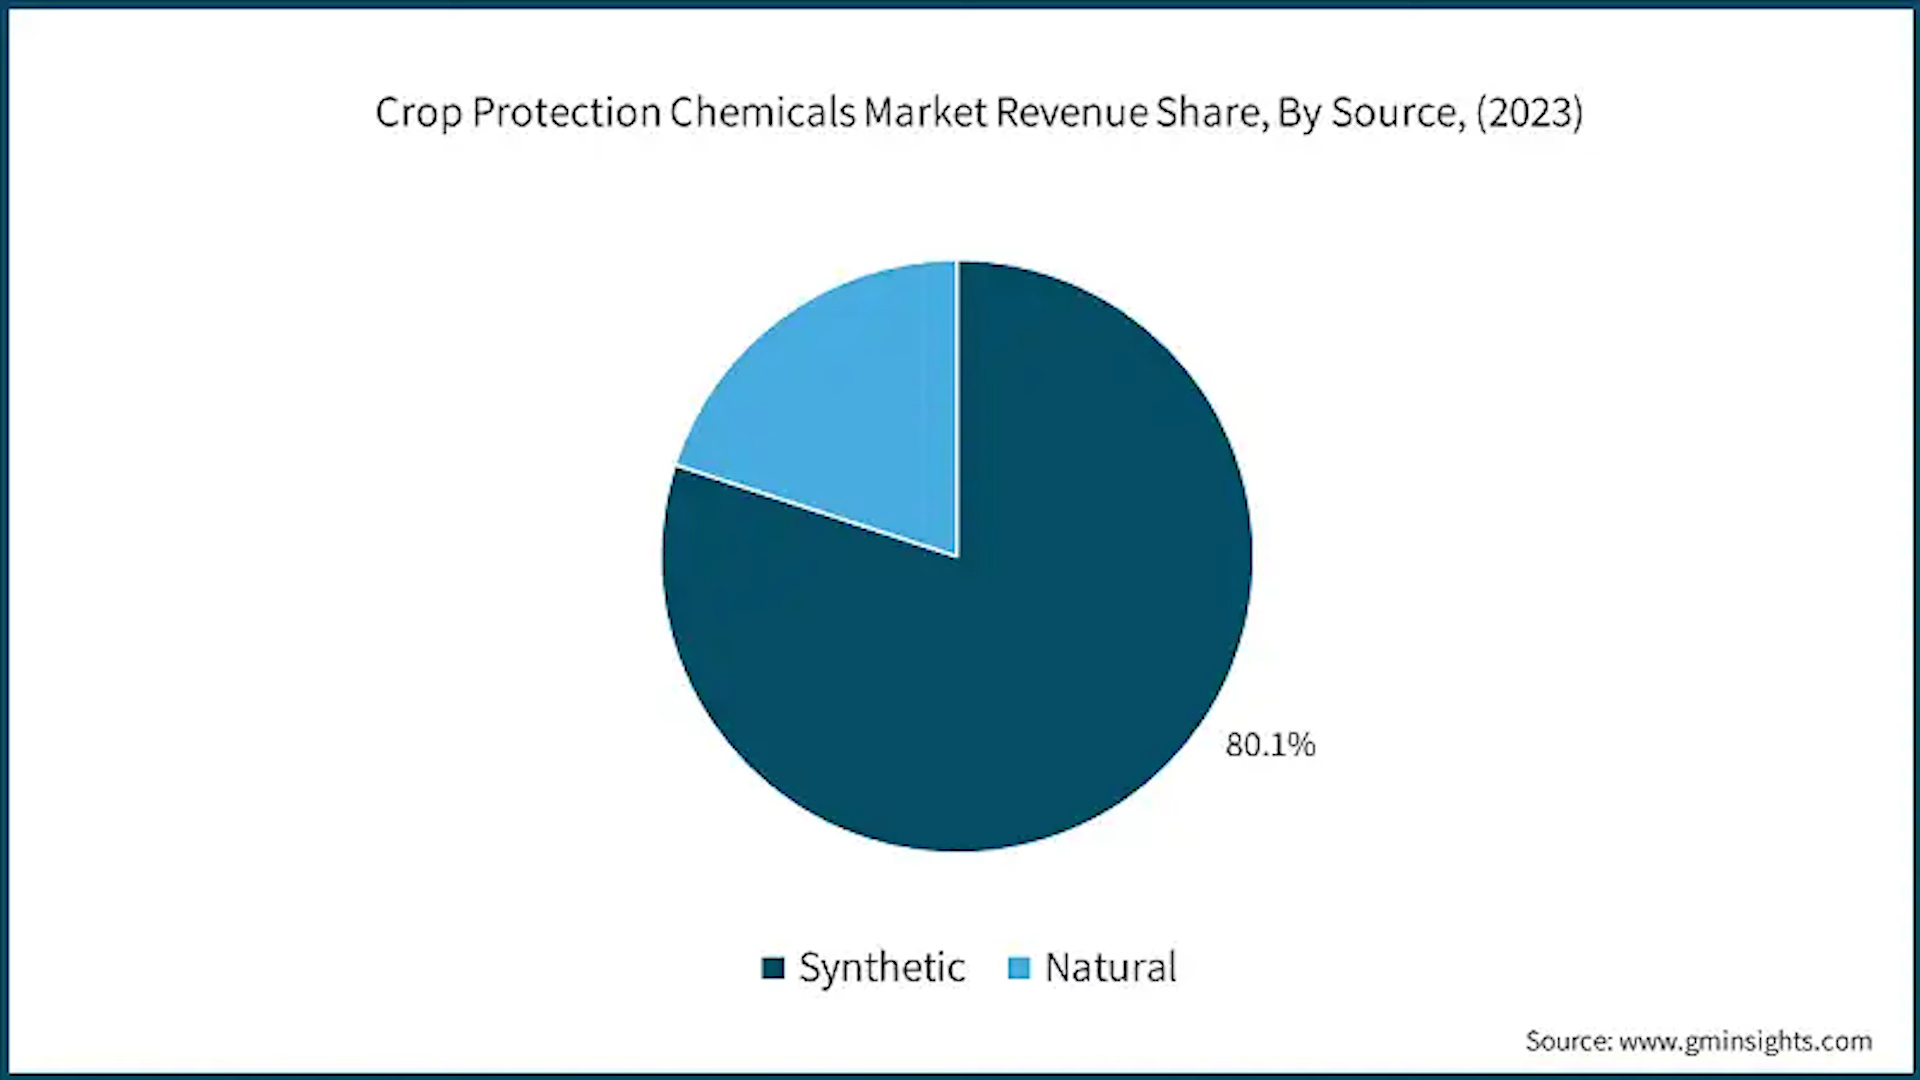 Crop Protection Chemicals Market Revenue Share, By Source, (2023)
80.1%
Synthetic Natural
Source: www.gminsights.com